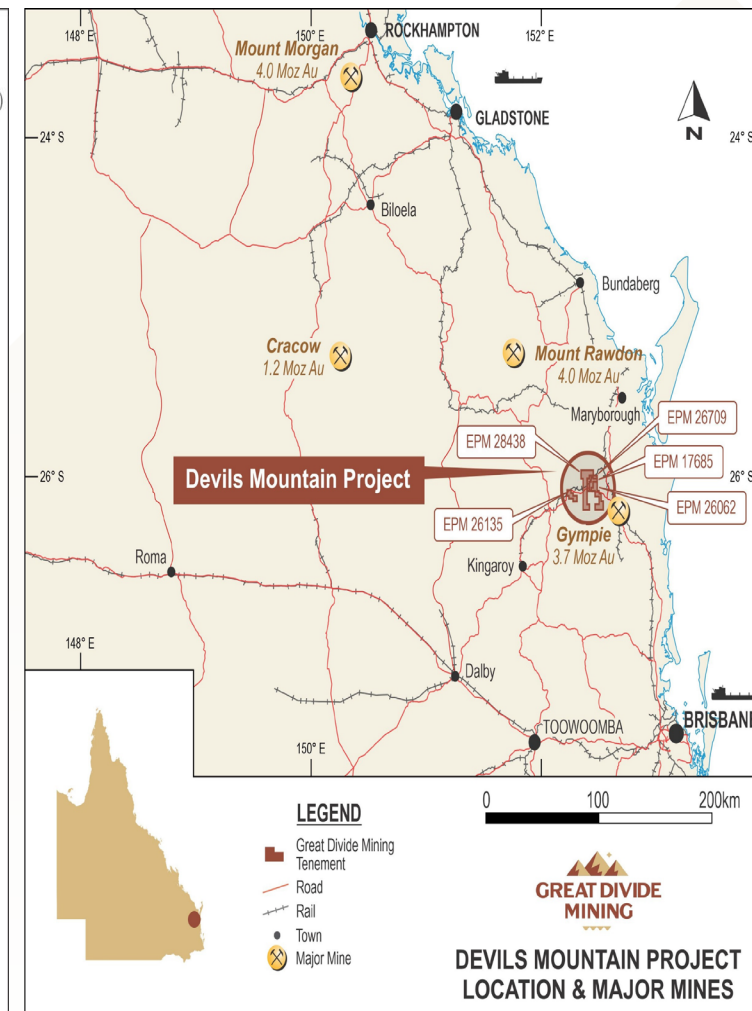 148° E
150° E
152° E
ROCKHAMPTON
Mount Morgan
4.0 Moz Au
GLADSTONE
N
24° S
24° S
Biloela
Bundaberg
Cracow
1.2 Moz Au
Mount Rawdon
4.0 Moz Au
Maryborough
EPM 26709
EPM 28438
EPM 17685
Devils Mountain Project
26° S
26° S
EPM 26062
EPM 26135
Gympie
3.7 Moz Au
Roma
Kingaroy
148° E
Dalby
TOOWOOMBA
BRISBANE
150° E
0 100 200km
LEGEND
Great Divide Mining
Tenement
Road
Rail
Town
Major Mine
GREAT DIVIDE
MINING
DEVILS MOUNTAIN PROJECT
LOCATION & MAJOR MINES